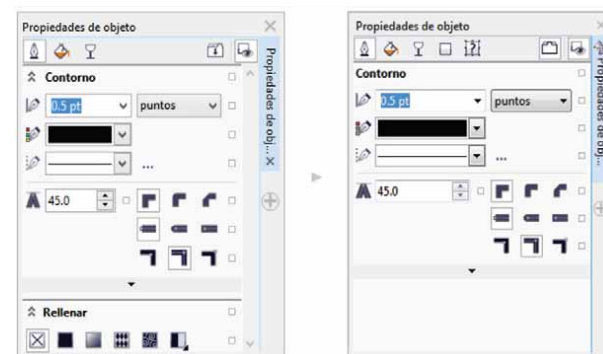 Propiedades de objeto
Contorno
0.5 pt
puntos
...
45.0
Rellenar
Propiedades de obj...
Propiedades de objeto
Contorno
0.5 pt
puntos
...
45.0
Propiedades de obj...